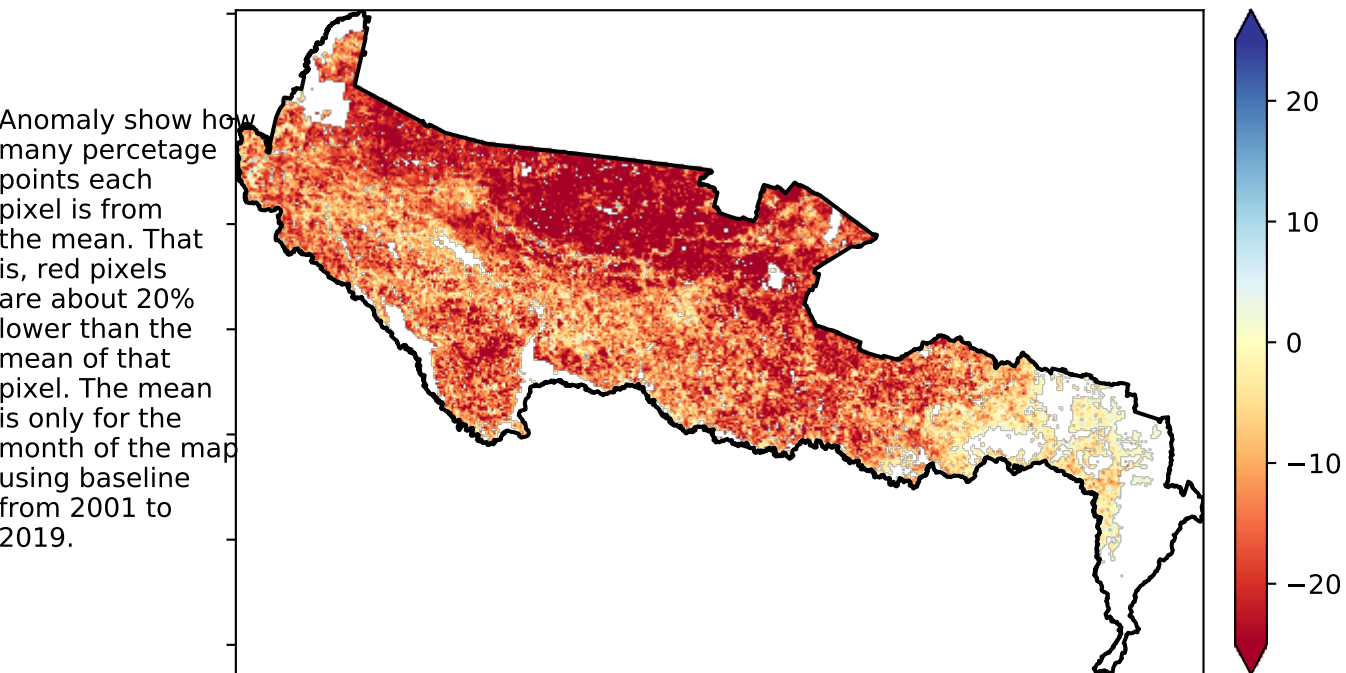 Anomaly show how
many percetage
points each
pixel is from
the mean. That
is, red pixels
are about 20%
lower than the
mean of that
pixel. The mean
is only for the
month of the map
using baseline
from 2001 to
2019.
20
10
0
−10
−20